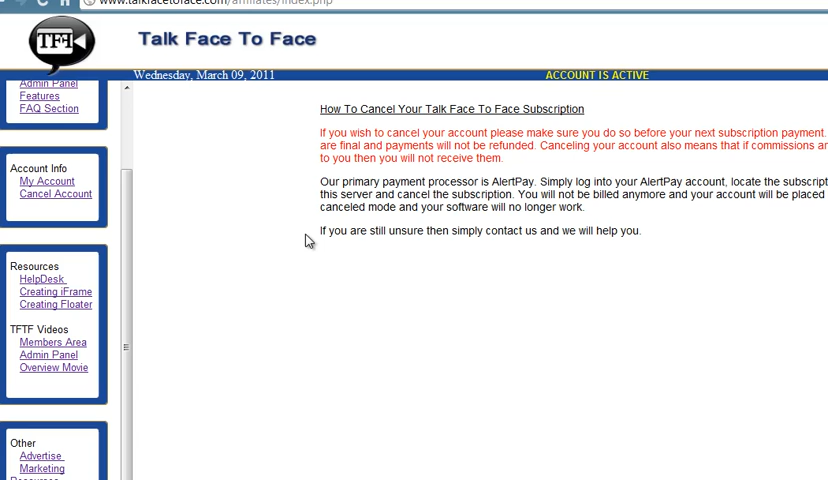 www.talkfacetoface.com/affiliates/index.php
TFF
Talk Face To Face
Wednesday, March 09, 2011
ACCOUNT IS ACTIVE
Admin Panel
Features
FAQ Section
Account Info
My Account
Cancel Account
Resources
HelpDesk
Creating iFrame
Creating Floater
TFTF Videos
Members Area
Admin Panel
Overview Movie
Other
Advertise
Marketing
Resources
How To Cancel Your Talk Face To Face Subscription
If you wish to cancel your account please make sure you do so before your next subscription payment.
are final and payments will not be refunded. Canceling your account also means that if commissions
to you then you will not receive them.
Our primary payment processor is AlertPay. Simply log into your AlertPay account, locate the
this server and cancel the subscription. You will not be billed anymore and your account will be placed
canceled mode and your software will no longer work.
If you are still unsure then simply contact us and we will help you.